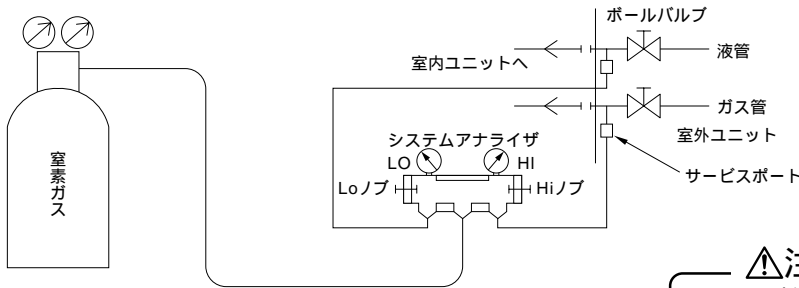 ボールバルブ
液管
室内ユニットへ
ガス管
室外ユニット
システムアナライザ
LO
HI
サービスポート
Loノブ
Hiノブ
窒素ガス
注